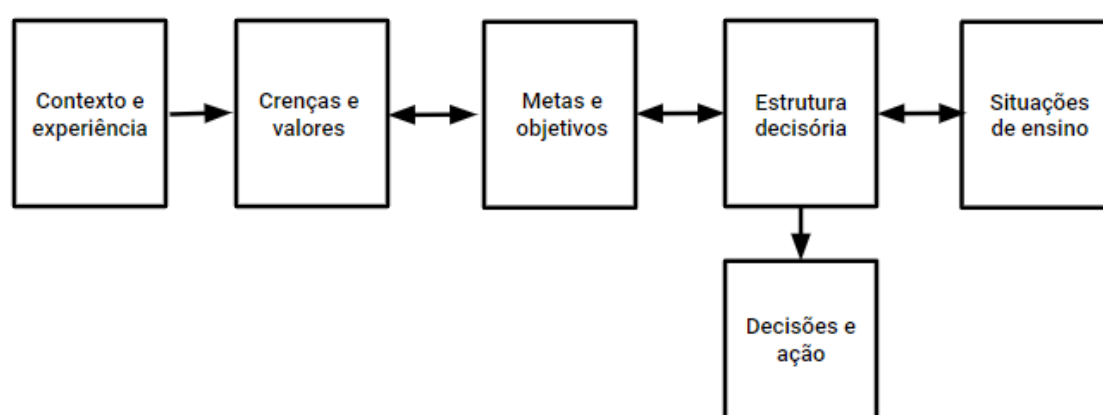 Contexto e
experiência
Crenças e
valores
Metas e
objetivos
Estrutura
decisória
Situações
de ensino
Decisões e
ação